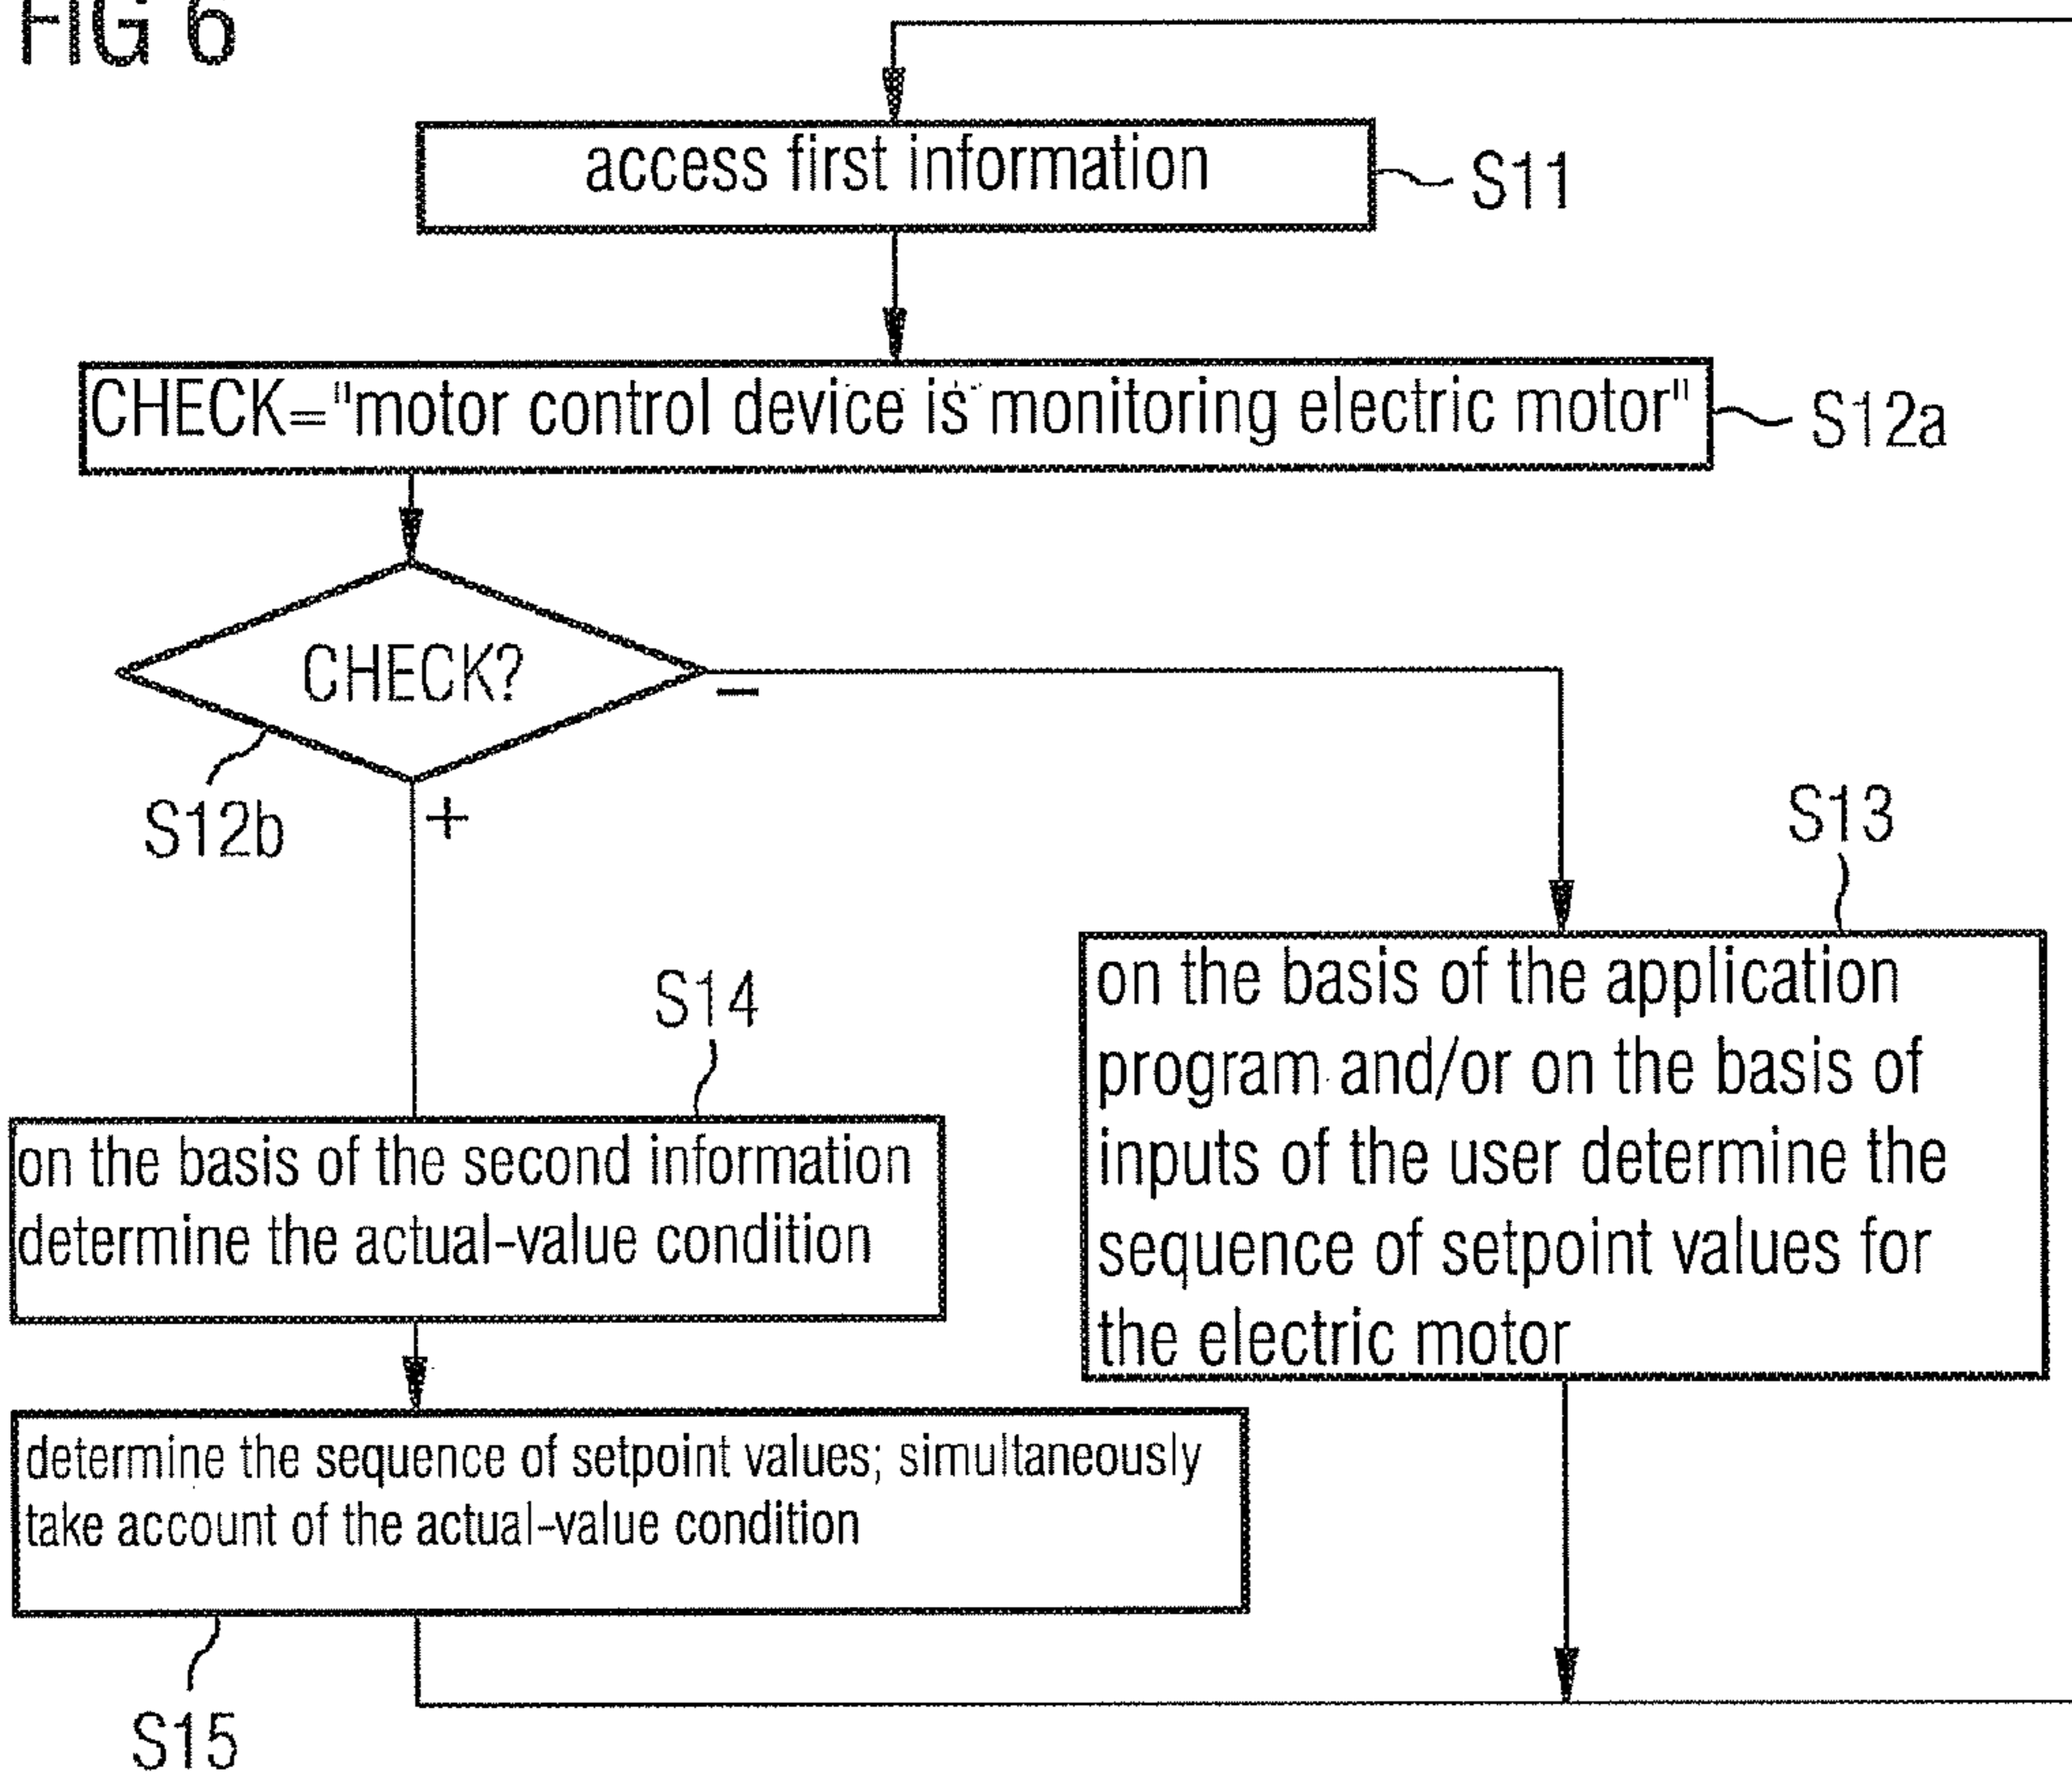 FIG 6
access first information
S11
CHECK="motor control device is monitoring electric motor"
S12a
CHECK?
−
S12b
+
S13
S14
on the basis of the application
program and/or on the basis of
inputs of the user determine the
sequence of setpoint values for
the electric motor
on the basis of the second information
determine the actual-value condition
determine the sequence of setpoint values; simultaneously
take account of the actual-value condition
S15